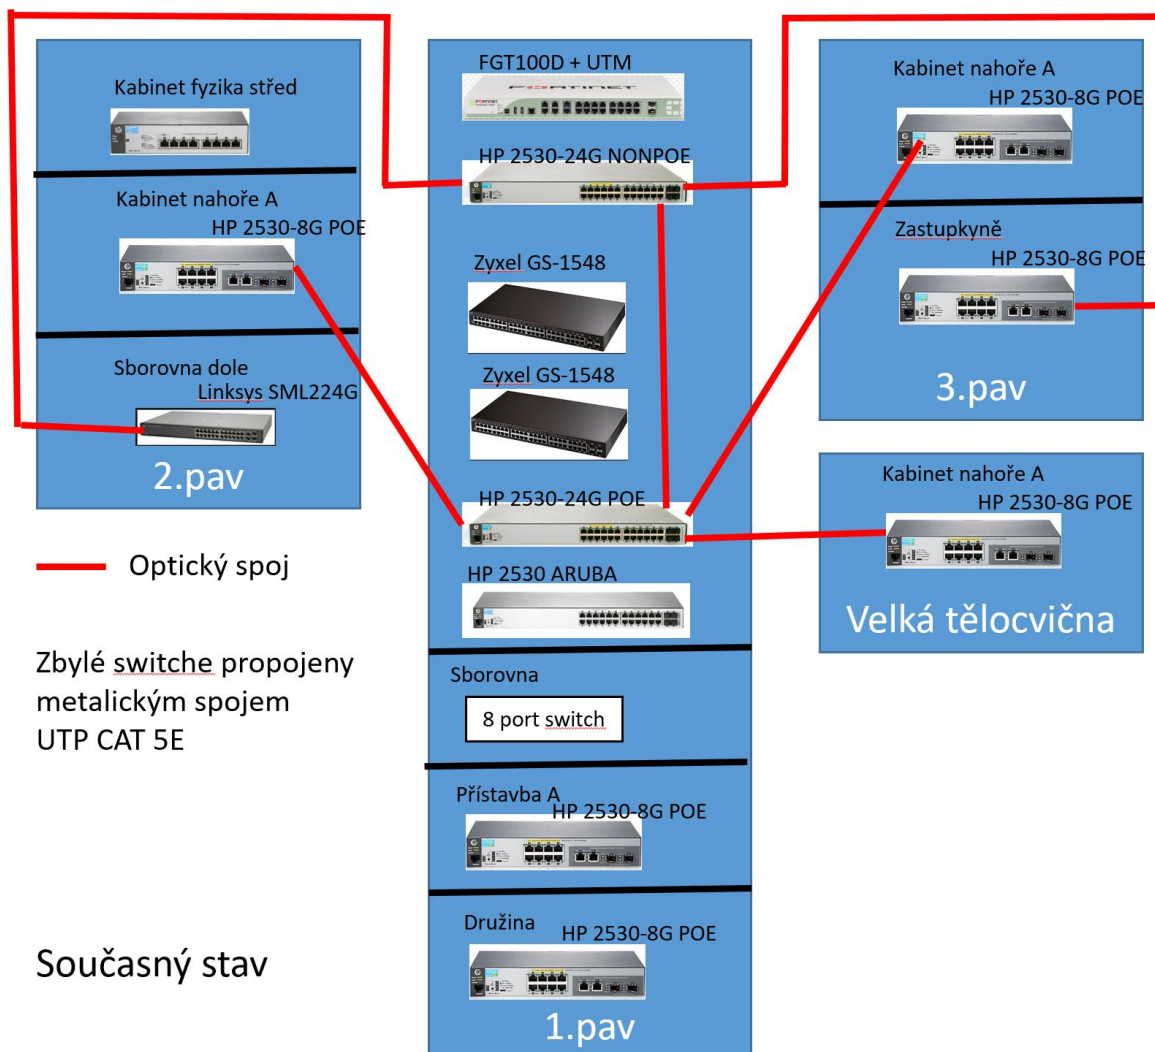 Kabinet fyzika střed
Kabinet nahoře A
HP 2530-8G POE
Sborovna dole
Linksys SML224G
2.pav
FGT100D + UTM
FORTINET
HP 2530-24G NONPOE
Zyxel GS-1548
Zyxel GS-1548
HP 2530-24G POE
HP 2530 ARUBA
Sborovna
8 port switch
Přístavba A
HP 2530-8G POE
Družina
HP 2530-8G POE
1.pav
Kabinet nahoře A
HP 2530-8G POE
Zastupkyně
HP 2530-8G POE
3.pav
Kabinet nahoře A
HP 2530-8G POE
Velká tělocvična
Optický spoj
Zbylé switche propojeny
metalickým spojem
UTP CAT 5E
Současný stav